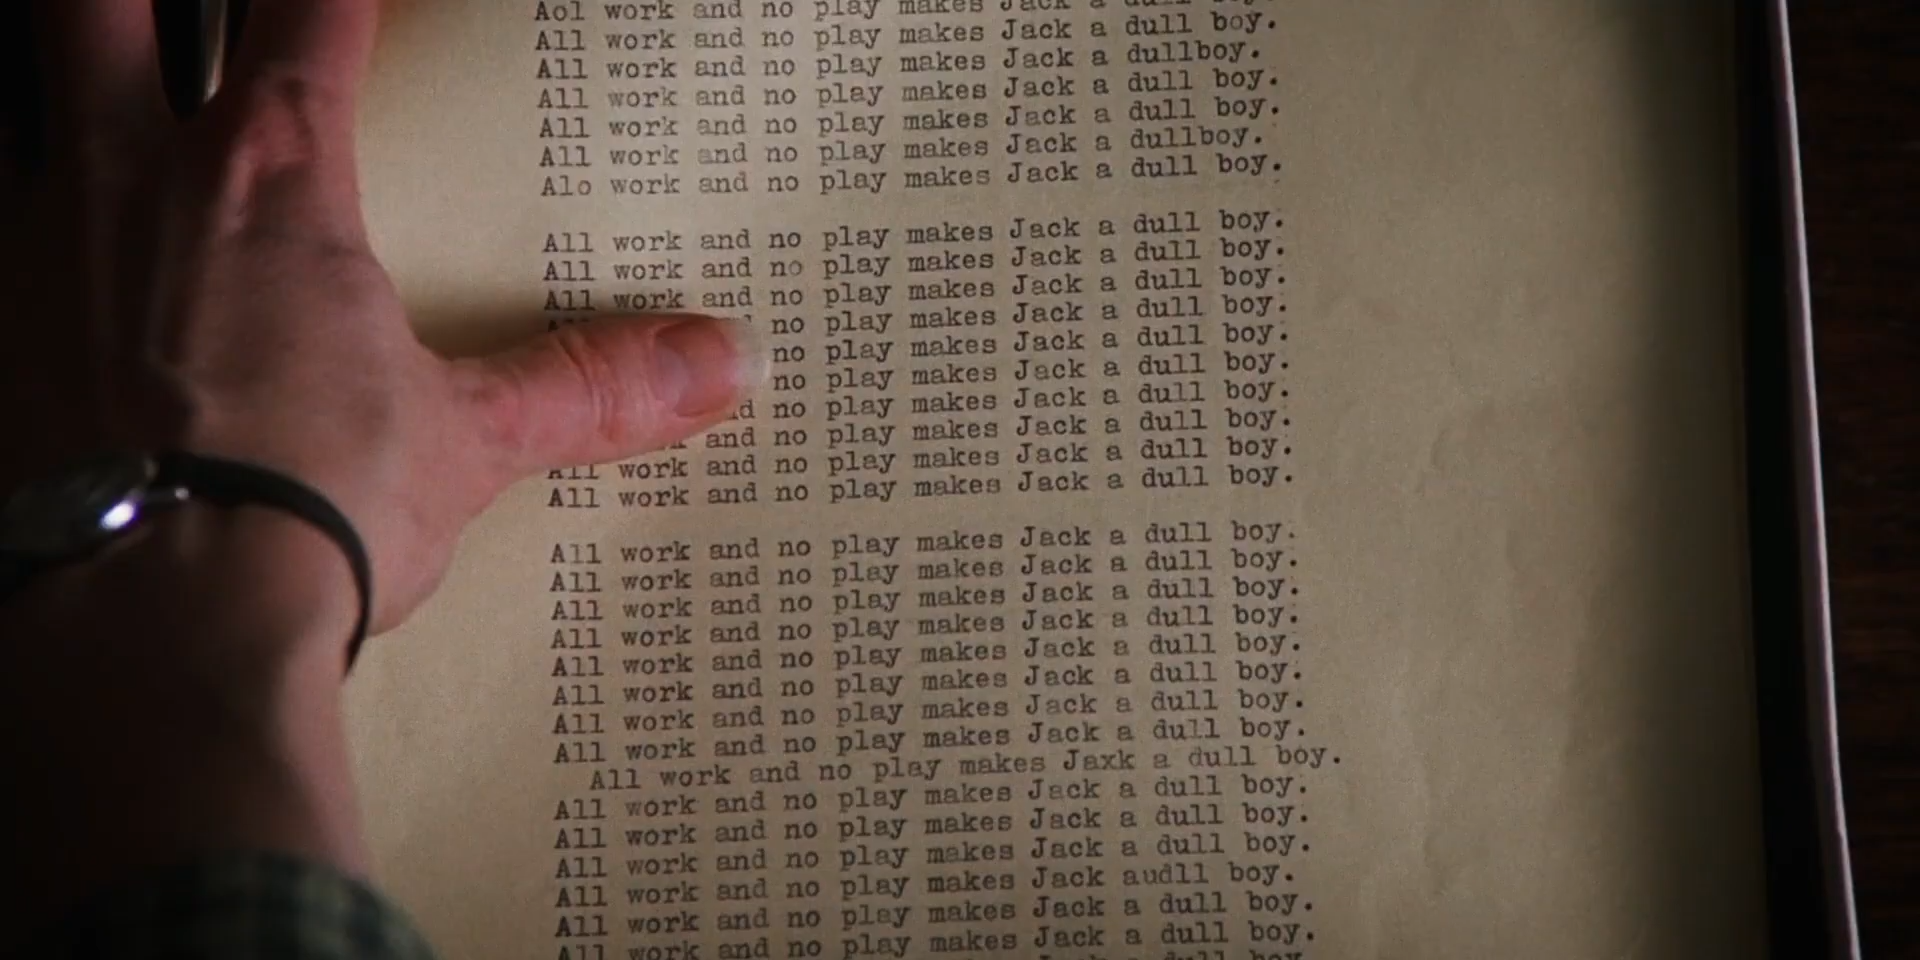 Aol work and no play makes Jack a dull boy.
All work and no play makes Jack a dull boy.
All work and no play makes Jack a dullboy.
All work and no play makes Jack a dull boy.
All work and no play makes Jack a dull boy.
All work and no play makes Jack a dullboy.
Alo work and no play makes Jack a dull boy.
All work and no play makes Jack a dull boy.
All work and no play makes Jack a dull boy.
All work and no play makes Jack a dull boy.
no play makes Jack a dull boy.
no play makes Jack a dull boy.
no play makes Jack a dull boy.
no play makes Jack a dull boy.
and no play makes Jack a dull boy.
All work and no play makes Jack a dull boy.
All work and no play makes Jack a dull boy.
All work and no play makes Jack a dull boy.
All work and no play makes Jack a dull boy.
All work and no play makes Jack a dull boy.
All work and no play makes Jack a dull boy.
All work and no play makes Jack a dull boy.
All work and no play makes Jack a dull boy.
All work and no play makes Jack a dull boy.
All work and no play makes Jack a dull boy.
All work and no play makes Jaxk a dull boy.
All work and no play makes Jack a dull boy.
All work and no play makes Jack a dull boy.
All work and no play makes Jack a dull boy.
All work and no play makes Jack audll boy.
All work and no play makes Jack a dull boy.
All work and no play makes Jack a dull boy.